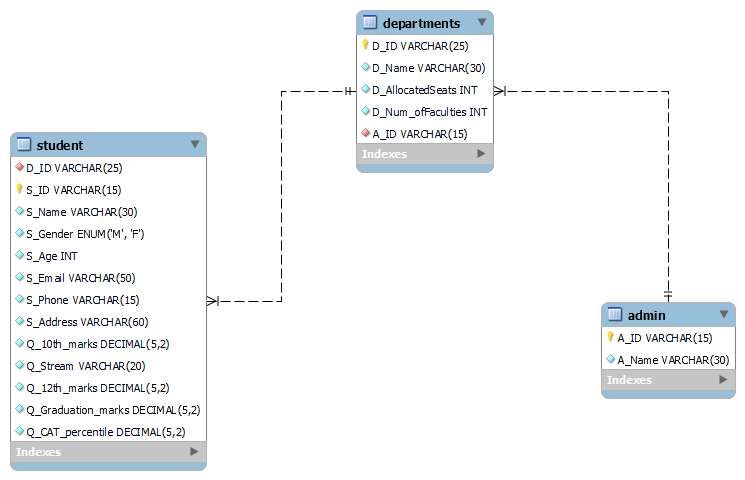 departments
D_ID VARCHAR(25)
D_Name VARCHAR(30)
D_AllocatedSeats INT
D_Num_ofFaculties INT
A_ID VARCHAR(15)
Indexes
student
D_ID VARCHAR(25)
S_ID VARCHAR(15)
S_Name VARCHAR(30)
S_Gender ENUM('M', 'F')
S_Age INT
S_Email VARCHAR(50)
S_Phone VARCHAR(15)
S_Address VARCHAR(60)
Q_10th_marks DECIMAL(5,2)
Q_Stream VARCHAR(20)
Q_12th_marks DECIMAL(5,2)
Q_Graduation_marks DECIMAL(5,2)
Q_CAT_percentile DECIMAL(5,2)
Indexes
admin
A_ID VARCHAR(15)
A_Name VARCHAR(30)
Indexes